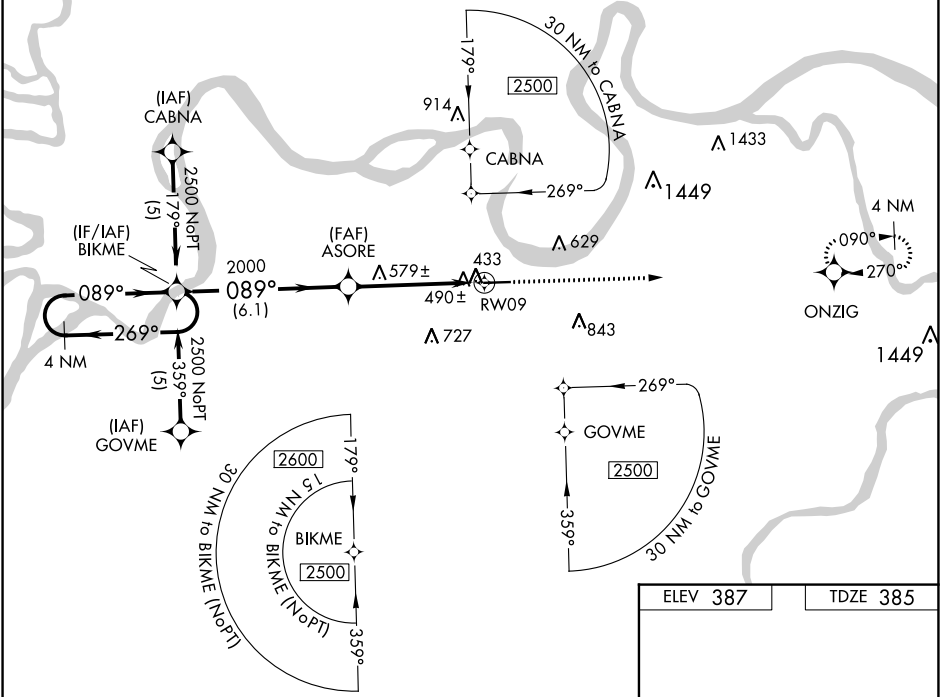 30 NM to CABNA
179°
2500
914
CABNA
269°
1433
1449
(IAF)
CABNA
2500 NoPT
179°
(5)
(IF/IAF)
BIKME
(FAF)
ASORE
2000
089°
(6.1)
089°
269°
4 NM
579±
433
490±
RW09
629
4 NM
090°
270°
ONZIG
727
843
1449
2500 NoPT
359°
(5)
(IAF)
GOVME
269°
GOVME
2500
359°
30 NM to GOVME
2600
179°
30 NM to BIKME (NoPT)
15 NM to BIKME (NoPT)
BIKME
2500
359°
ELEV 387
TDZE 385